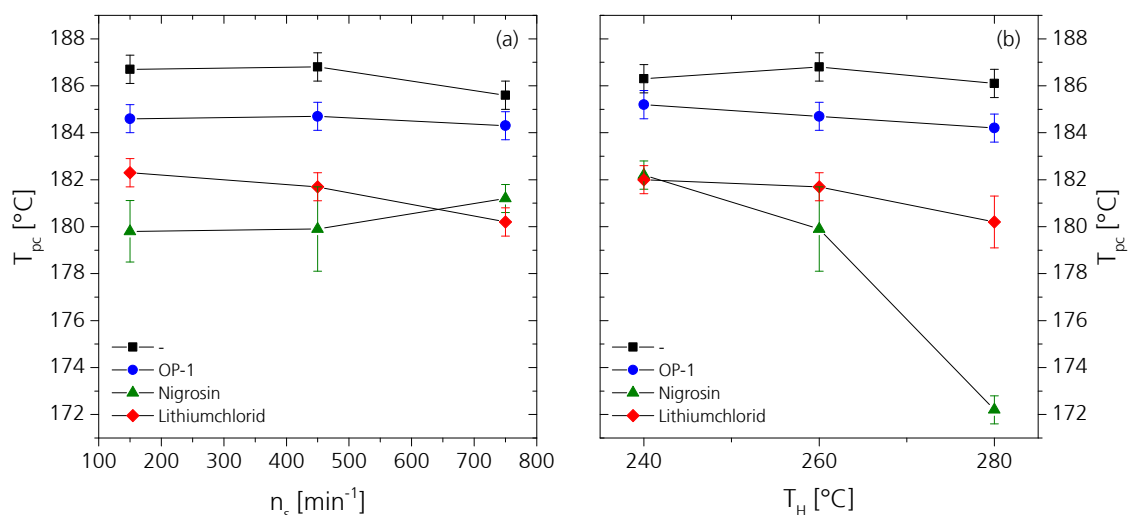 (a)
188
186
184
182
180
178
176
174
172
T_pc [°C]
-
OP-1
Nigrosin
Lithiumchlorid
100 200 300 400 500 600 700 800
n_s [min⁻¹]
(b)
188
186
184
182
180
178
176
174
172
T_pc [°C]
-
OP-1
Nigrosin
Lithiumchlorid
240 260 280
T_H [°C]